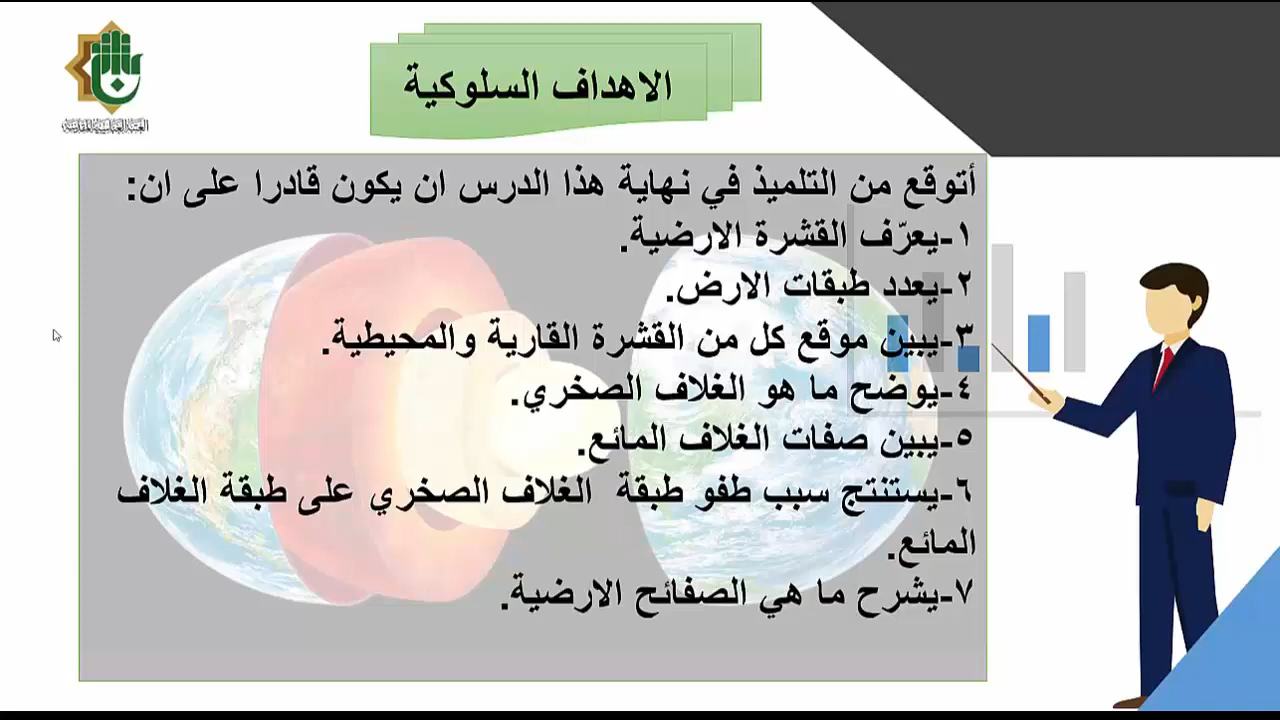 العتبة العباسية المقدسة
الاهداف السلوكية
أتوقع من التلميذ في نهاية هذا الدرس ان يكون قادرا على ان:
١-يعرّف القشرة الارضية.
٢-يعدد طبقات الارض.
٣-يبين موقع كل من القشرة القارية والمحيطية.
٤-يوضح ما هو الغلاف الصخري.
٥-يبين صفات الغلاف المائع.
٦-يستنتج سبب طفو طبقة الغلاف الصخري على طبقة الغلاف
المائع.
٧-يشرح ما هي الصفائح الارضية.